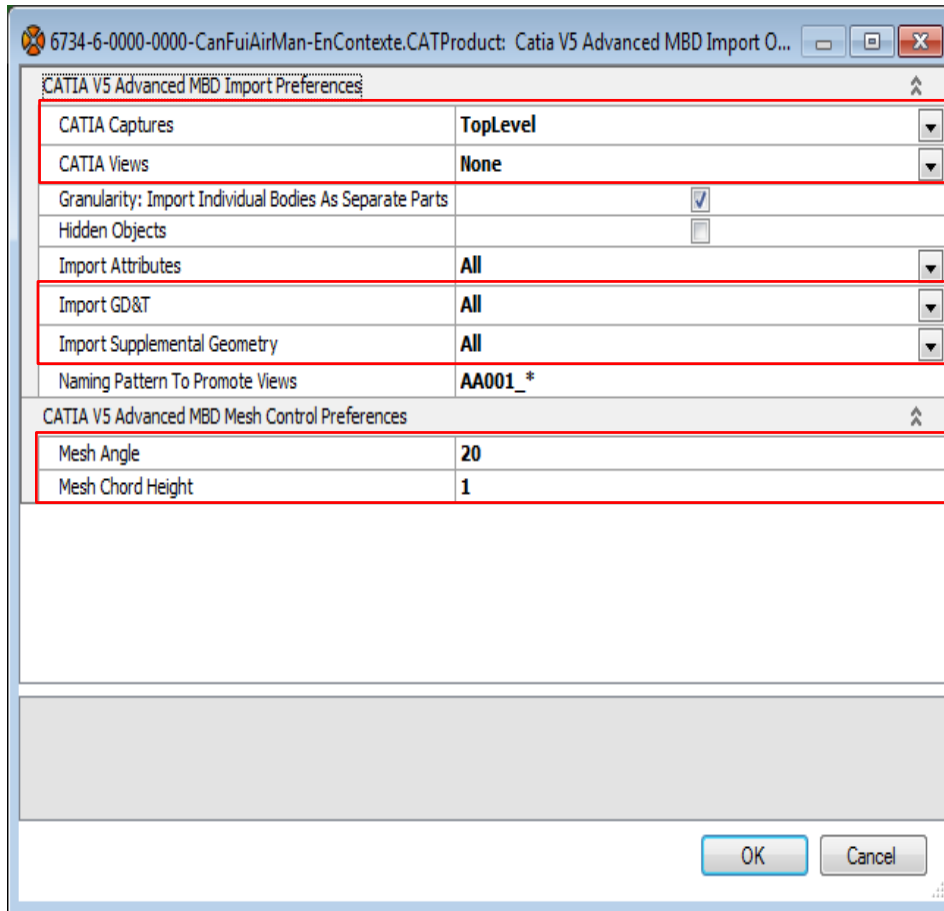 6734-6-0000-0000-CanFuiAirMan-EnContexte.CATProduct: Catia V5 Advanced MBD Import O...
CATIA V5 Advanced MBD Import Preferences
CATIA Captures TopLevel
CATIA Views None
Granularity: Import Individual Bodies As Separate Parts
Hidden Objects
Import Attributes All
Import GD&T All
Import Supplemental Geometry All
Naming Pattern To Promote Views AA001_*
CATIA V5 Advanced MBD Mesh Control Preferences
Mesh Angle 20
Mesh Chord Height 1
OK Cancel